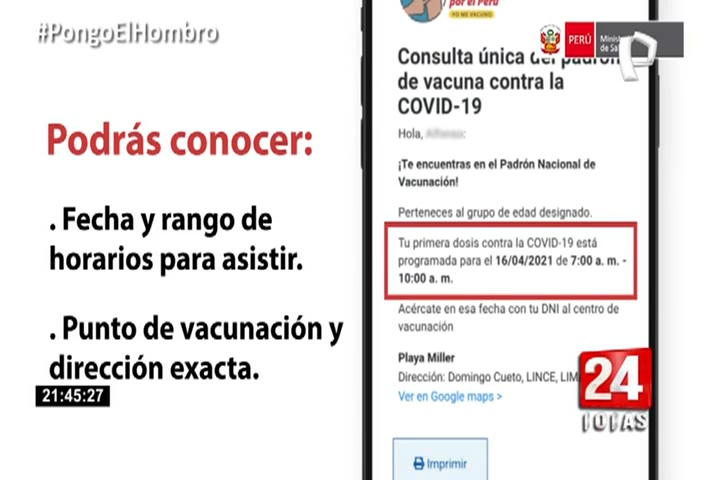 #PongoElHombro
Podrás conocer:
. Fecha y rango de
horarios para asistir.
. Punto de vacunación y
dirección exacta.
21:45:27
por el Perú
YO ME VACUNO
PERÚ
Consulta única del padrón
de vacuna contra la
COVID-19
Hola,
¡Te encuentras en el Padrón Nacional de
Vacunación!
Perteneces al grupo de edad designado.
Tu primera dosis contra la COVID-19 está
programada para el 16/04/2021 de 7:00 a. m. -
10:00 a. m.
Acércate en esa fecha con tu DNI al centro de
vacunación
Playa Miller
Dirección: Domingo Cueto, LINCE,
Ver en Google maps >
Imprimir
24